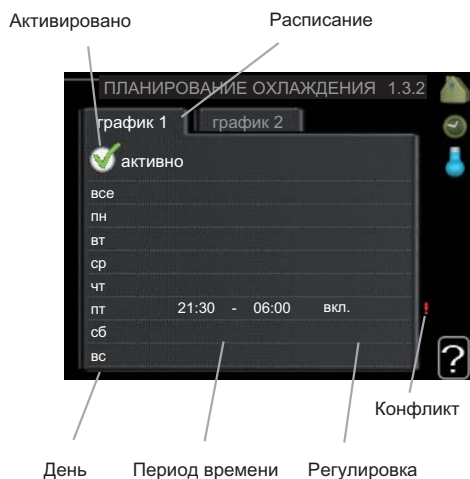 Активировано Расписание
ПЛАНИРОВАНИЕ ОХЛАЖДЕНИЯ 1.3.2
график 1 график 2
активно
все
пн
вт
ср
чт
пт 21:30 - 06:00 вкл. !
сб
вс
?
Конфликт
День Период времени Регулировка